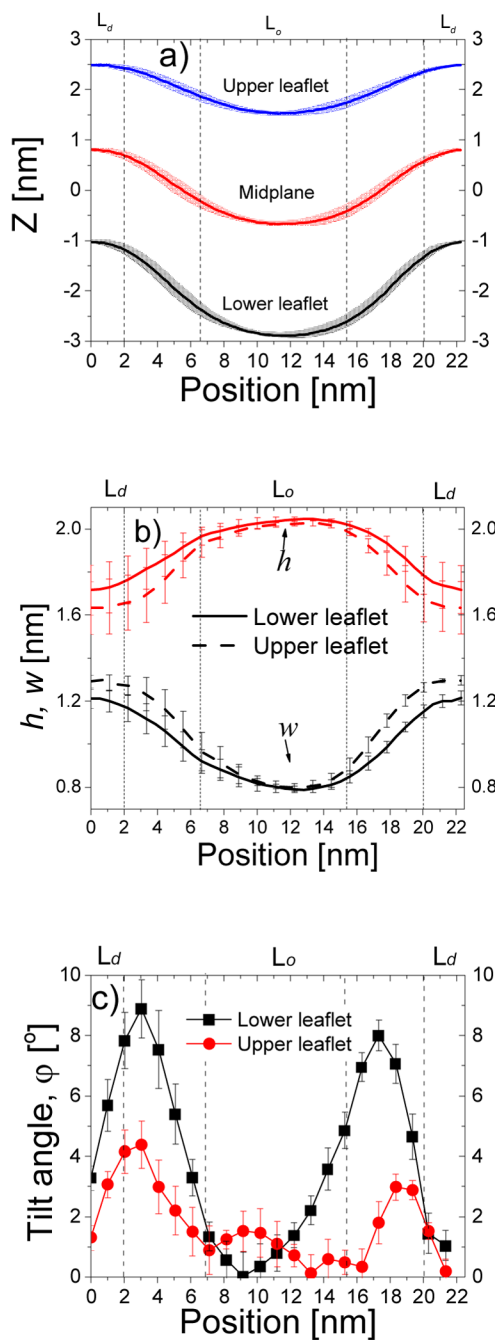 Ld Lo Ld
a)
3 3
Upper leaflet
2 2
1 1
Midplane
0 0
-1 -1
Lower leaflet
-2 -2
-3 -3
0 2 4 6 8 10 12 14 16 18 20 22
Z [nm]
Position [nm]
Ld Lo Ld
b)
2.0 2.0
h
1.6 1.6
Lower leaflet
Upper leaflet
1.2 1.2
w
0.8 0.8
0 2 4 6 8 10 12 14 16 18 20 22
h, w [nm]
Position [nm]
Ld Lo Ld
c)
10 10
Lower leaflet
Upper leaflet
8 8
6 6
4 4
2 2
0 0
0 2 4 6 8 10 12 14 16 18 20 22
Tilt angle, φ [º]
Position [nm]